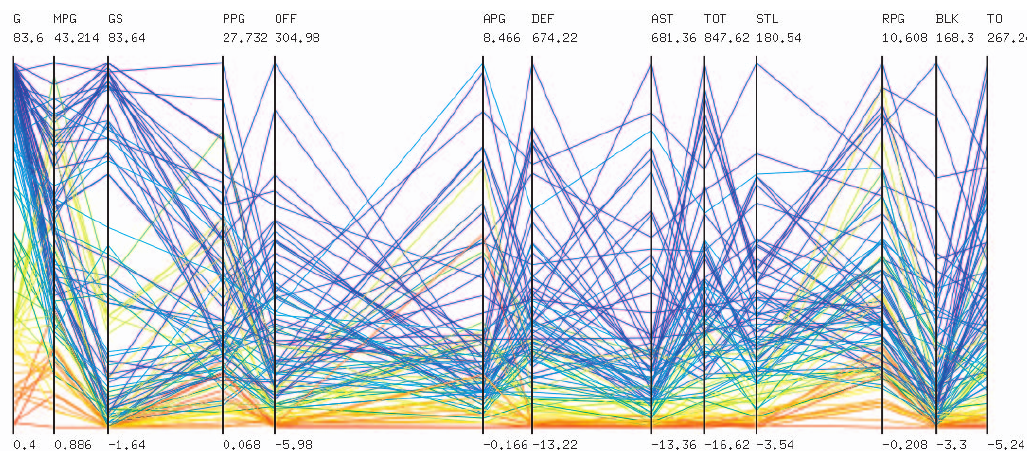 G MPG GS PPG OFF APG DEF AST TOT STL RPG BLK TO
83.6 43.214 83.64 27.732 304.98 8.466 674.22 681.36 847.62 180.54 10.608 168.3
0.4 0.886 -1.64 0.068 -5.98 -0.166 -13.22 -13.36 -16.62 -3.54 -0.208 -3.3 -5.24